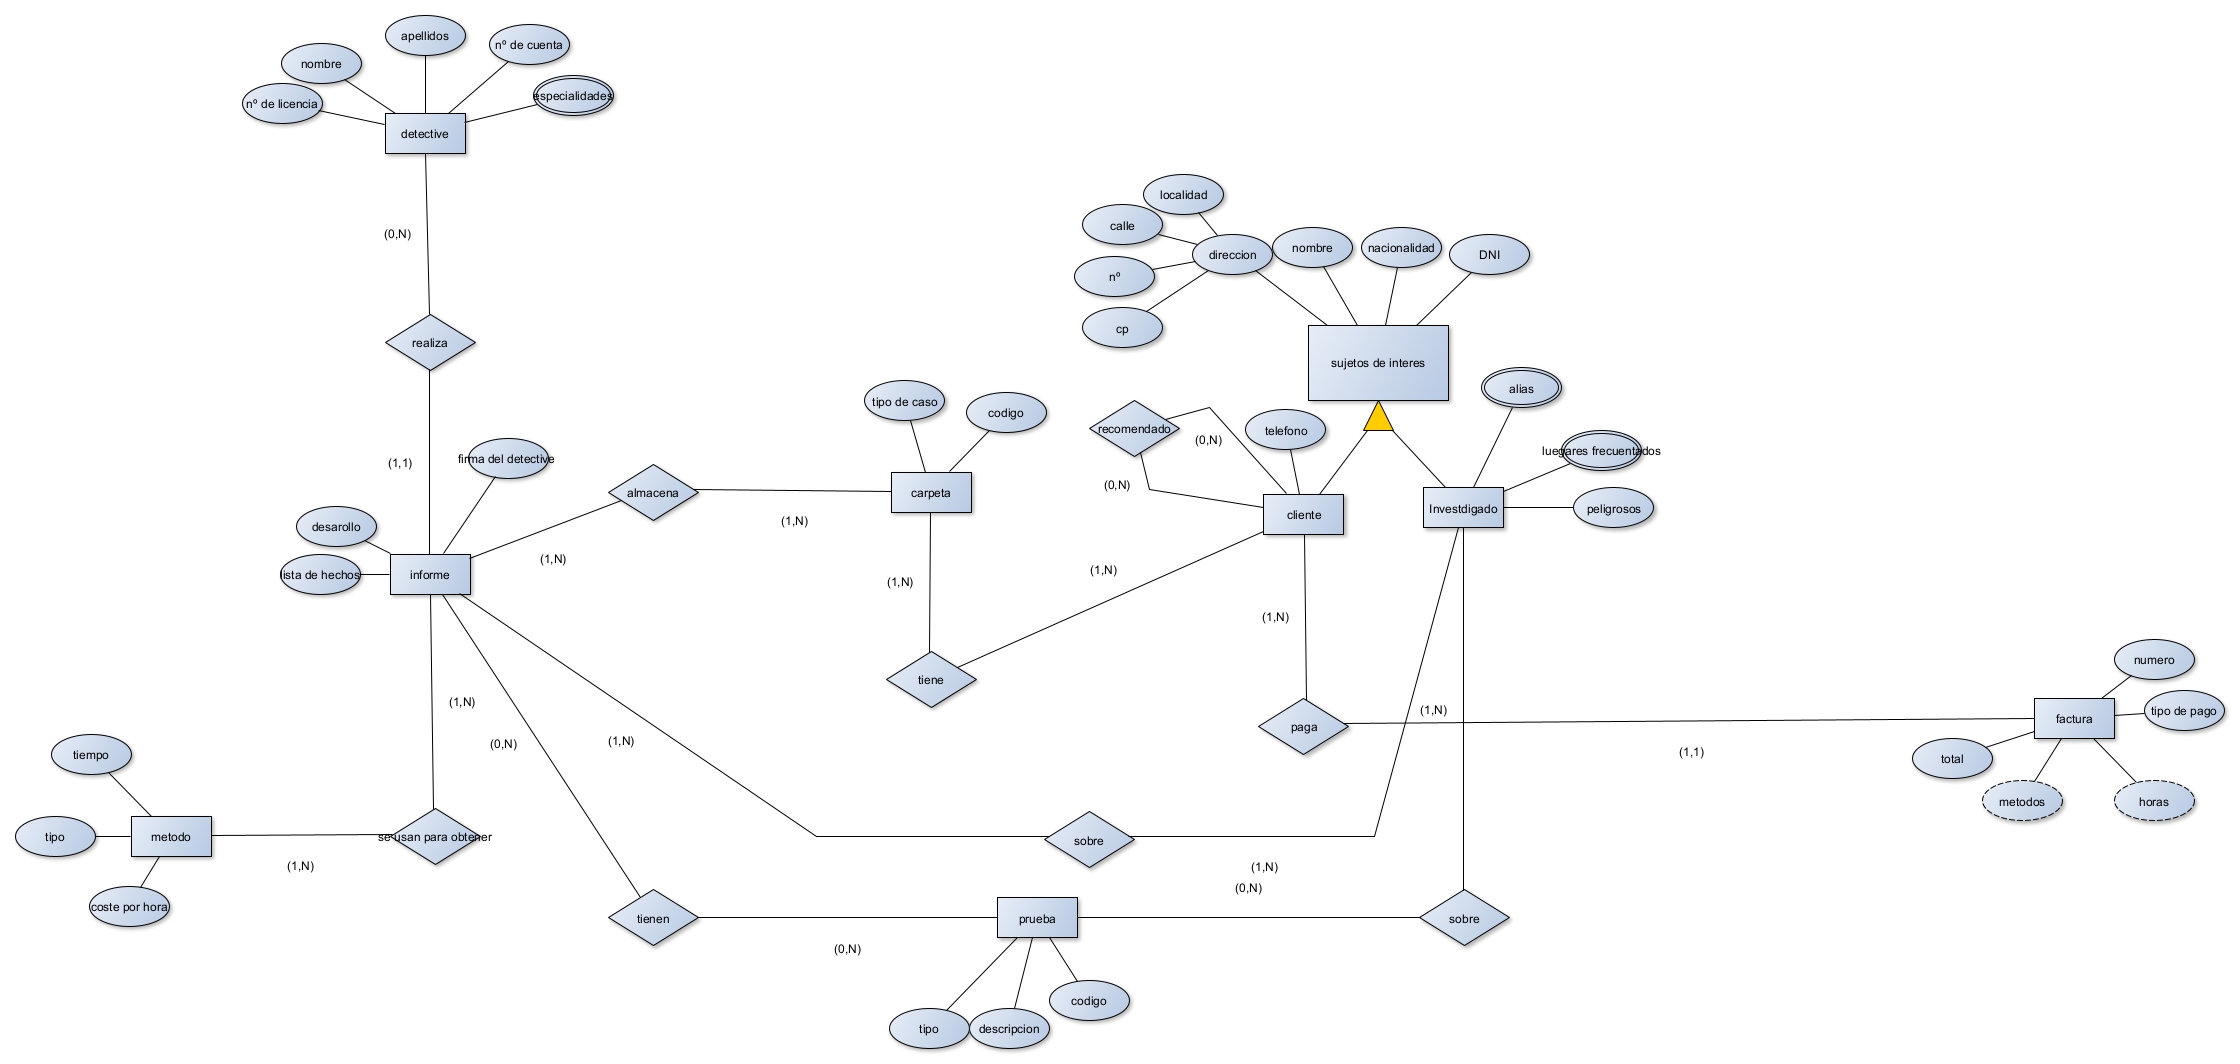 apellidos
nº de cuenta
nombre
especialidades
nº de licencia
detective
localidad
calle
(0,N)
direccion
nombre
nacionalidad
DNI
nº
cp
realiza
sujetos de interes
alias
tipo de caso
codigo
recomendado
(0,N)
telefono
luegares frecuentados
firma del detective
(1,1)
(0,N)
almacena
carpeta
cliente
Investdigado
peligrosos
desarollo
(1,N)
(1,N)
lista de hechos
informe
(1,N)
(1,N)
(1,N)
numero
tiene
(1,N)
(1,N)
tipo de pago
paga
factura
(0,N)
(1,N)
(1,1)
tiempo
total
metodos
horas
tipo
metodo
se usan para obtener
sobre
(1,N)
(1,N)
(0,N)
coste por hora
tienen
prueba
sobre
(0,N)
codigo
tipo
descripcion